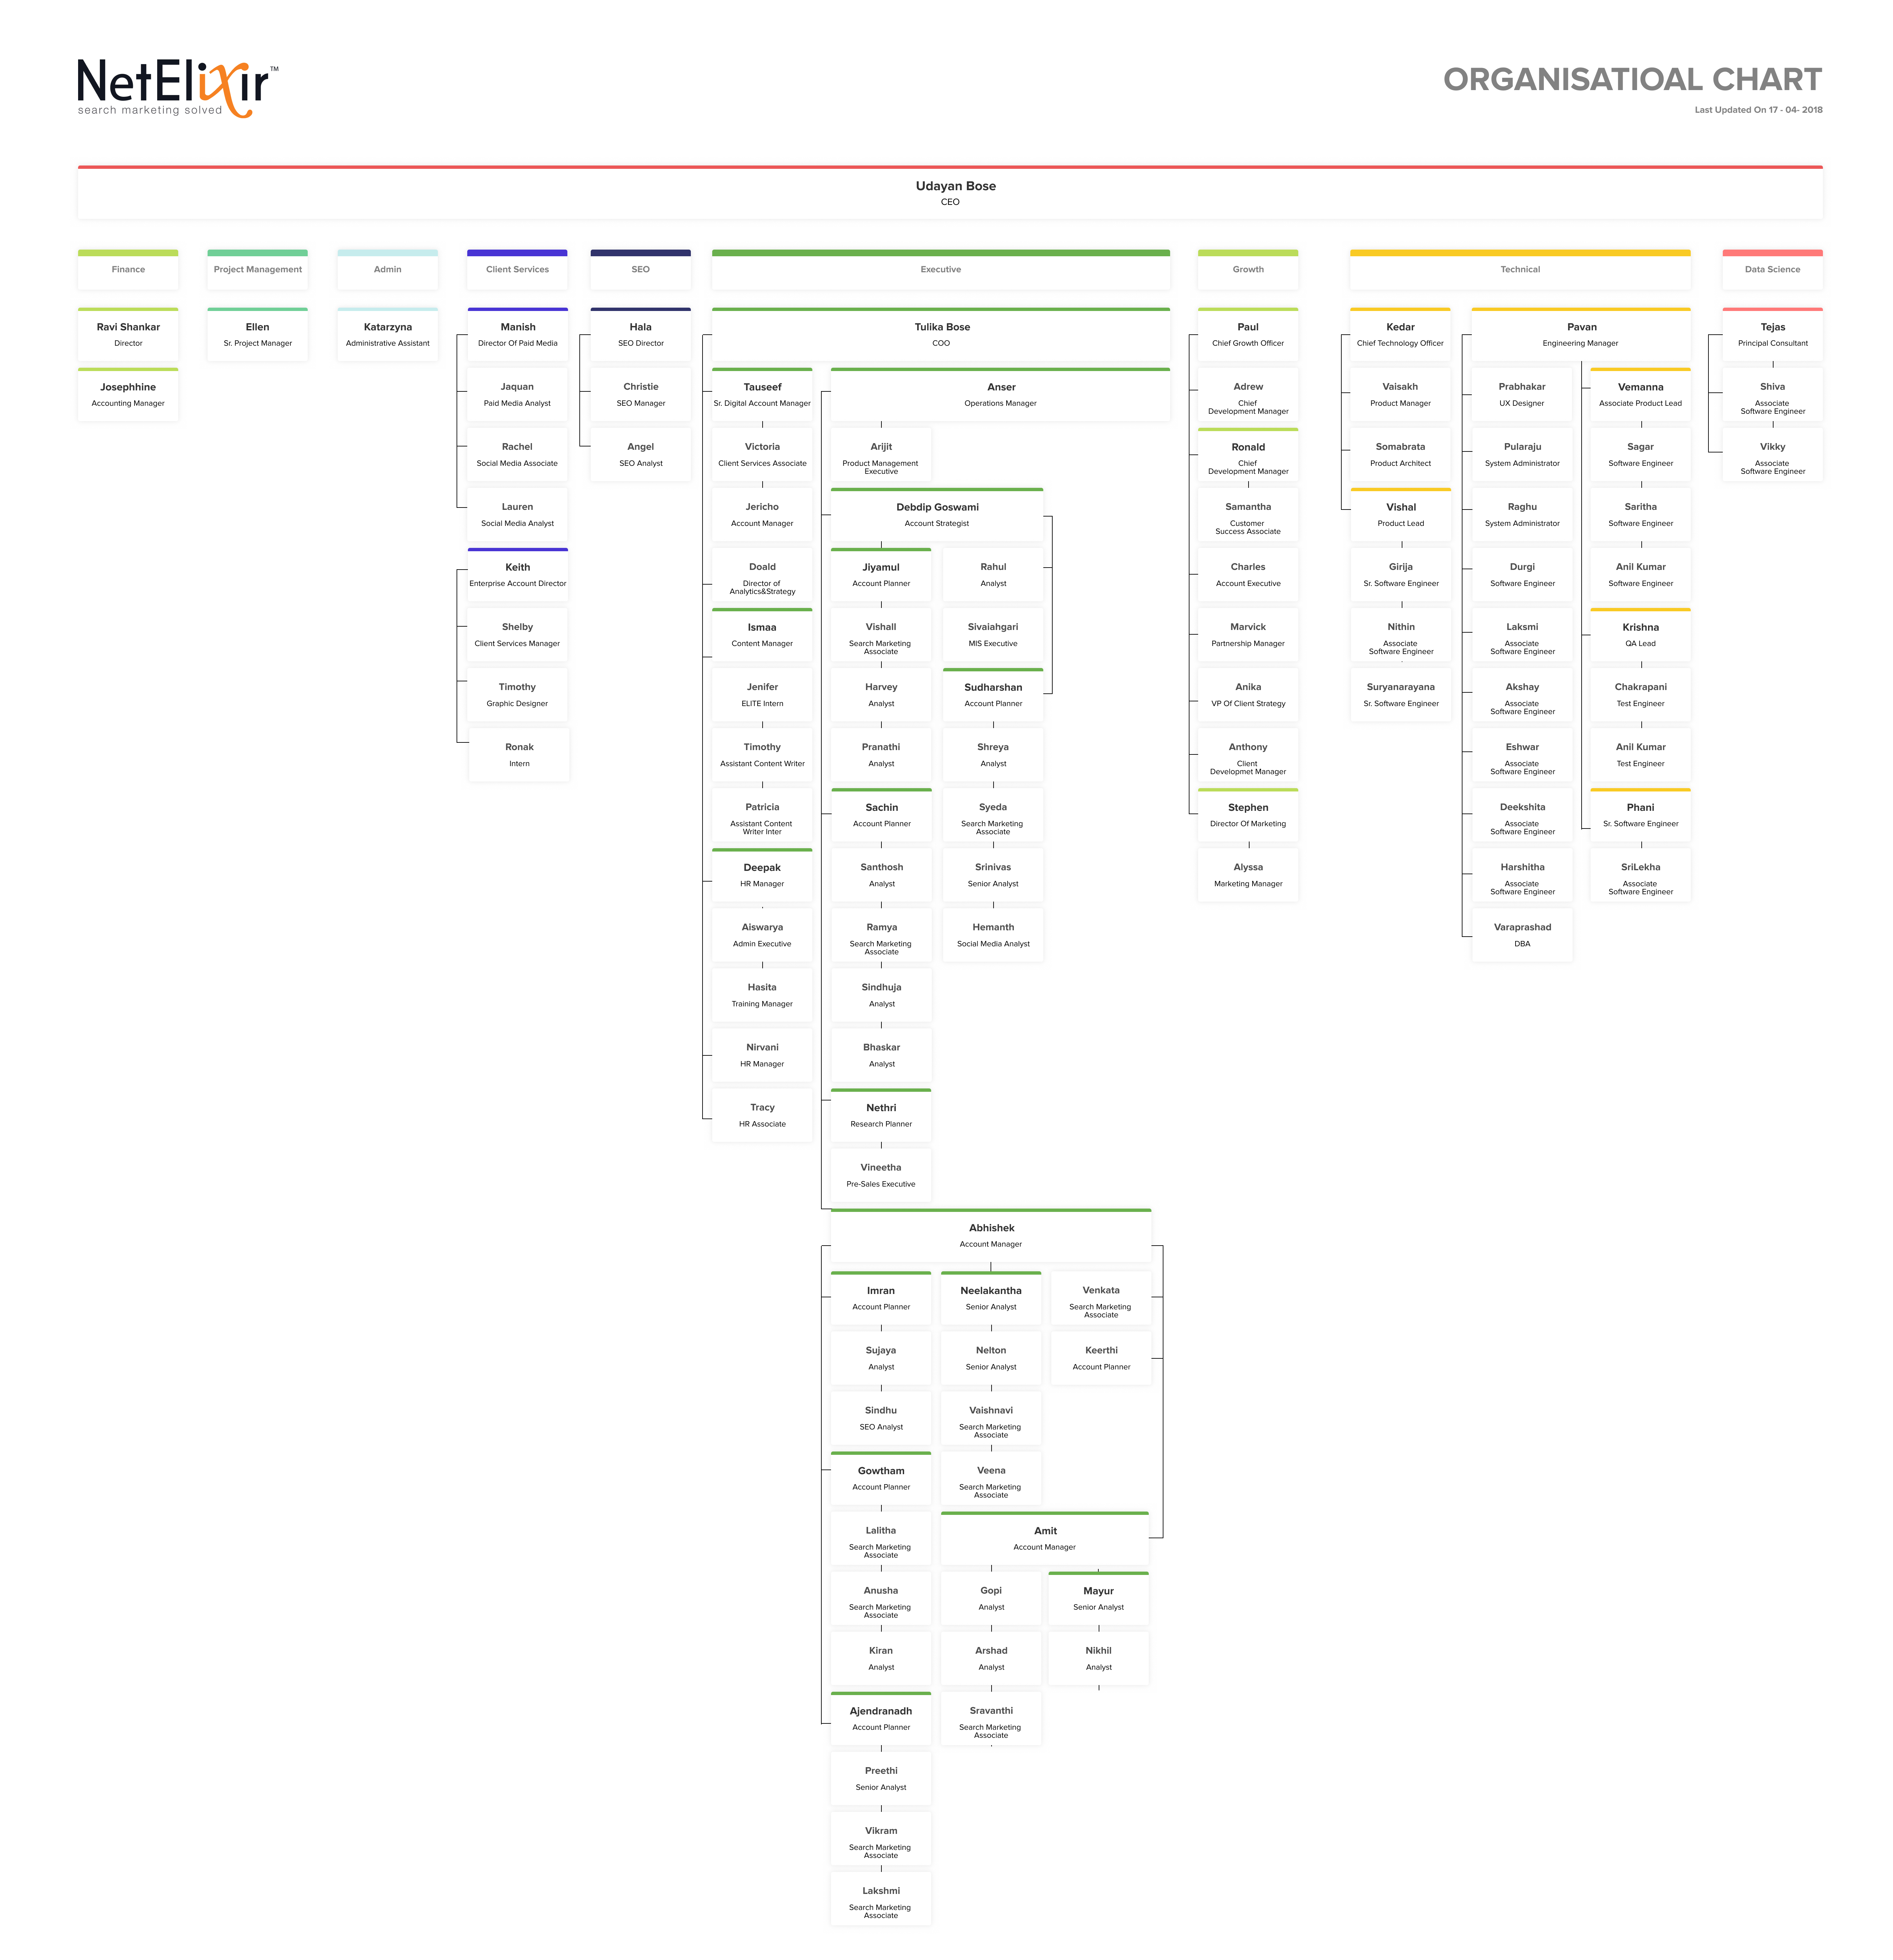 NetElixir™
search marketing solved
ORGANISATIOAL CHART
Last Updated On 17 - 04- 2018
Udayan Bose
CEO
Finance
Project Management
Admin
Client Services
SEO
Executive
Growth
Technical
Data Science
Ravi Shankar
Director
Josephhine
Accounting Manager
Ellen
Sr. Project Manager
Katarzyna
Administrative Assistant
Manish
Director Of Paid Media
Jaquan
Paid Media Analyst
Rachel
Social Media Associate
Lauren
Social Media Analyst
Keith
Enterprise Account Director
Shelby
Client Services Manager
Timothy
Graphic Designer
Ronak
Intern
Hala
SEO Director
Christie
SEO Manager
Angel
SEO Analyst
Tulika Bose
COO
Tauseef
Sr. Digital Account Manager
Victoria
Client Services Associate
Jericho
Account Manager
Doald
Director of
Analytics&Strategy
Ismaa
Content Manager
Jenifer
ELITE Intern
Timothy
Assistant Content Writer
Patricia
Assistant Content
Writer Inter
Deepak
HR Manager
Aiswarya
Admin Executive
Hasita
Training Manager
Nirvani
HR Manager
Tracy
HR Associate
Anser
Operations Manager
Arijit
Product Management
Executive
Debdip Goswami
Account Strategist
Jiyamul
Account Planner
Vishall
Search Marketing
Associate
Harvey
Analyst
Pranathi
Analyst
Sachin
Account Planner
Santhosh
Analyst
Ramya
Search Marketing
Associate
Sindhuja
Analyst
Bhaskar
Analyst
Nethri
Research Planner
Vineetha
Pre-Sales Executive
Rahul
Analyst
Sivaiahgari
MIS Executive
Sudharshan
Account Planner
Shreya
Analyst
Syeda
Search Marketing
Associate
Srinivas
Senior Analyst
Hemanth
Social Media Analyst
Abhishek
Account Manager
Imran
Account Planner
Sujaya
Analyst
Sindhu
SEO Analyst
Gowtham
Account Planner
Lalitha
Search Marketing
Associate
Anusha
Search Marketing
Associate
Kiran
Analyst
Ajendranadh
Account Planner
Preethi
Senior Analyst
Vikram
Search Marketing
Associate
Lakshmi
Search Marketing
Associate
Neelakantha
Senior Analyst
Nelton
Senior Analyst
Vaishnavi
Search Marketing
Associate
Veena
Search Marketing
Associate
Venkata
Search Marketing
Associate
Keerthi
Account Planner
Amit
Account Manager
Gopi
Analyst
Arshad
Analyst
Sravanthi
Search Marketing
Associate
Mayur
Senior Analyst
Nikhil
Analyst
Paul
Chief Growth Officer
Adrew
Chief
Development Manager
Ronald
Chief
Development Manager
Samantha
Customer
Success Associate
Charles
Account Executive
Marvick
Partnership Manager
Anika
VP Of Client Strategy
Anthony
Client
Developmet Manager
Stephen
Director Of Marketing
Alyssa
Marketing Manager
Kedar
Chief Technology Officer
Vaisakh
Product Manager
Somabrata
Product Architect
Vishal
Product Lead
Girija
Sr. Software Engineer
Nithin
Associate
Software Engineer
Suryanarayana
Sr. Software Engineer
Pavan
Engineering Manager
Prabhakar
UX Designer
Pularaju
System Administrator
Raghu
System Administrator
Durgi
Software Engineer
Laksmi
Associate
Software Engineer
Akshay
Associate
Software Engineer
Eshwar
Associate
Software Engineer
Deekshita
Associate
Software Engineer
Harshitha
Associate
Software Engineer
Varaprashad
DBA
Vemanna
Associate Product Lead
Sagar
Software Engineer
Saritha
Software Engineer
Anil Kumar
Software Engineer
Krishna
QA Lead
Chakrapani
Test Engineer
Anil Kumar
Test Engineer
Phani
Sr. Software Engineer
SriLekha
Associate
Software Engineer
Tejas
Principal Consultant
Shiva
Associate
Software Engineer
Vikky
Associate
Software Engineer